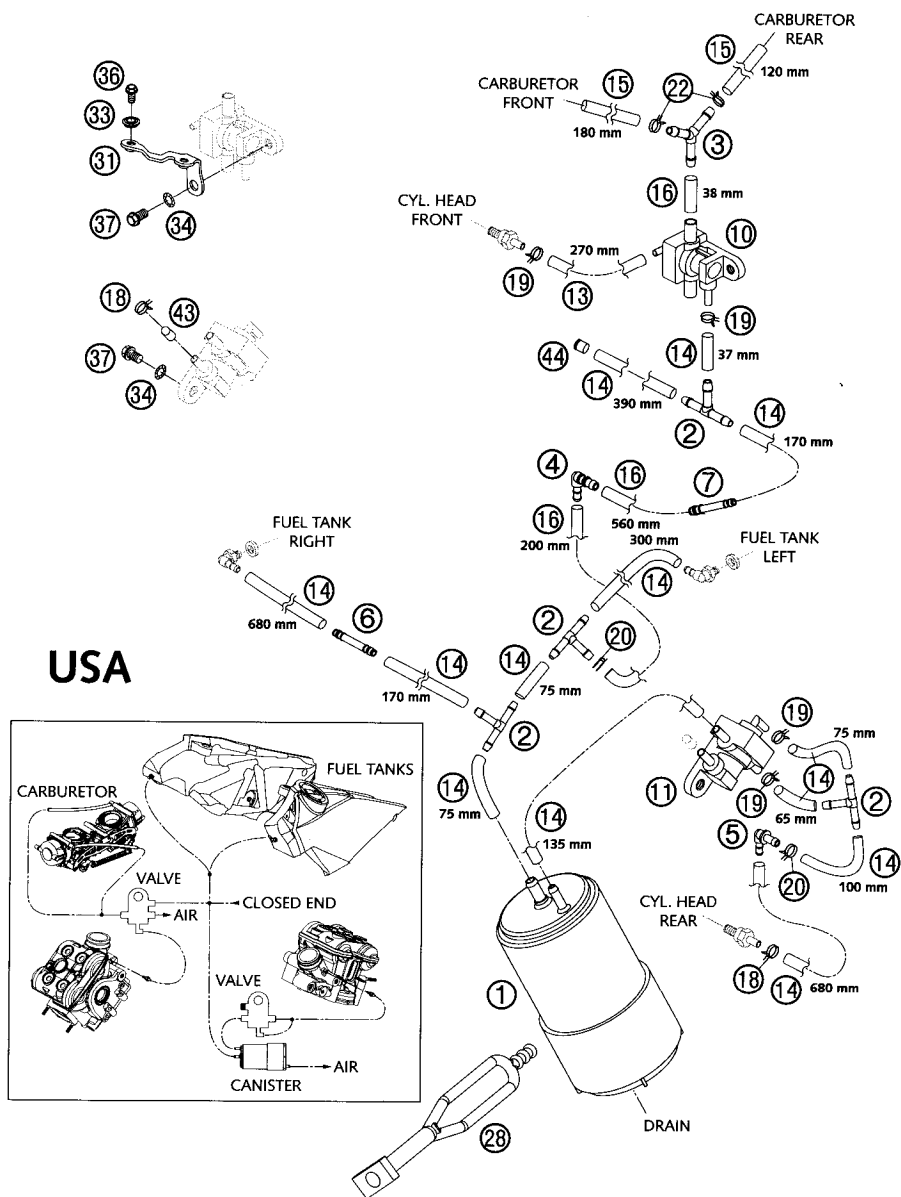 CARBURETOR
REAR
15
120 mm
CARBURETOR
FRONT
15
180 mm
22
3
16
38 mm
36
33
31
37
34
CYL. HEAD
FRONT
19
270 mm
13
10
19
18
43
37
34
44
14
390 mm
14
37 mm
2
14
170 mm
4
16
560 mm
7
16
200 mm
300 mm
FUEL TANK
RIGHT
FUEL TANK
LEFT
14
14
680 mm
6
2
20
14
170 mm
14
75 mm
2
USA
14
75 mm
14
135 mm
19
75 mm
14
11
19
65 mm
2
5
20
100 mm
14
CYL. HEAD
REAR
18
14
680 mm
1
28
DRAIN
FUEL TANKS
CARBURETOR
VALVE
AIR
CLOSED END
VALVE
AIR
CANISTER